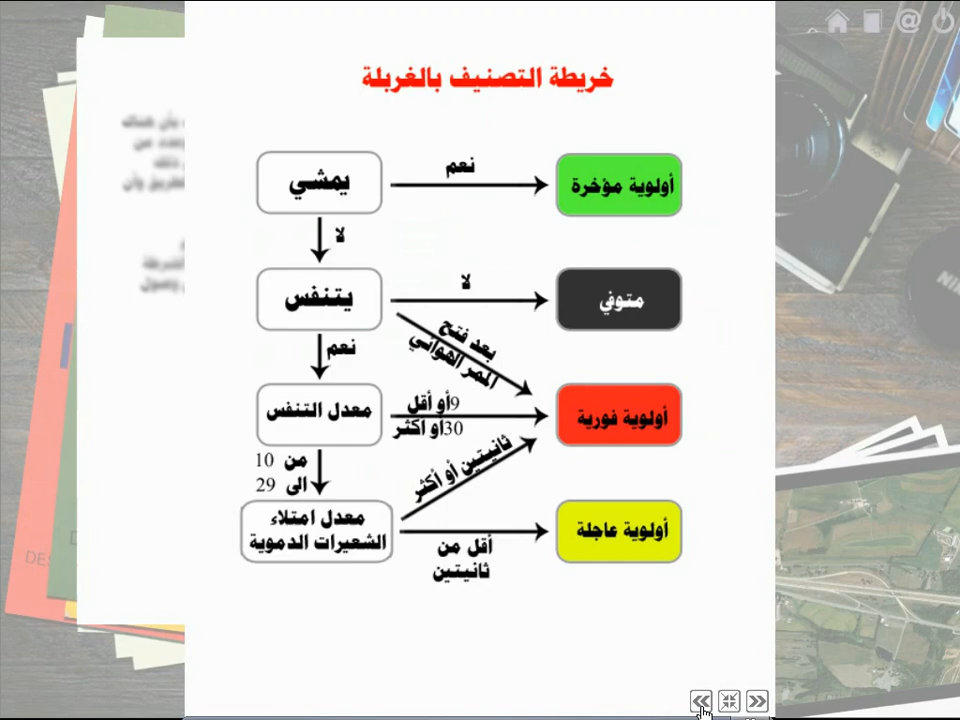 خريطة التصنيف بالغربلة
يمشي
نعم
أولوية مؤخرة
لا
يتنفس
لا
متوفي
بعد فتح
الممر الهوائي
نعم
معدل التنفس
9أو أقل
30او اكثر
أولوية فورية
من 10
الى 29
ثانيتين أو أكثر
معدل امتلاء
الشعيرات الدموية
أقل من
ثانيتين
أولوية عاجلة